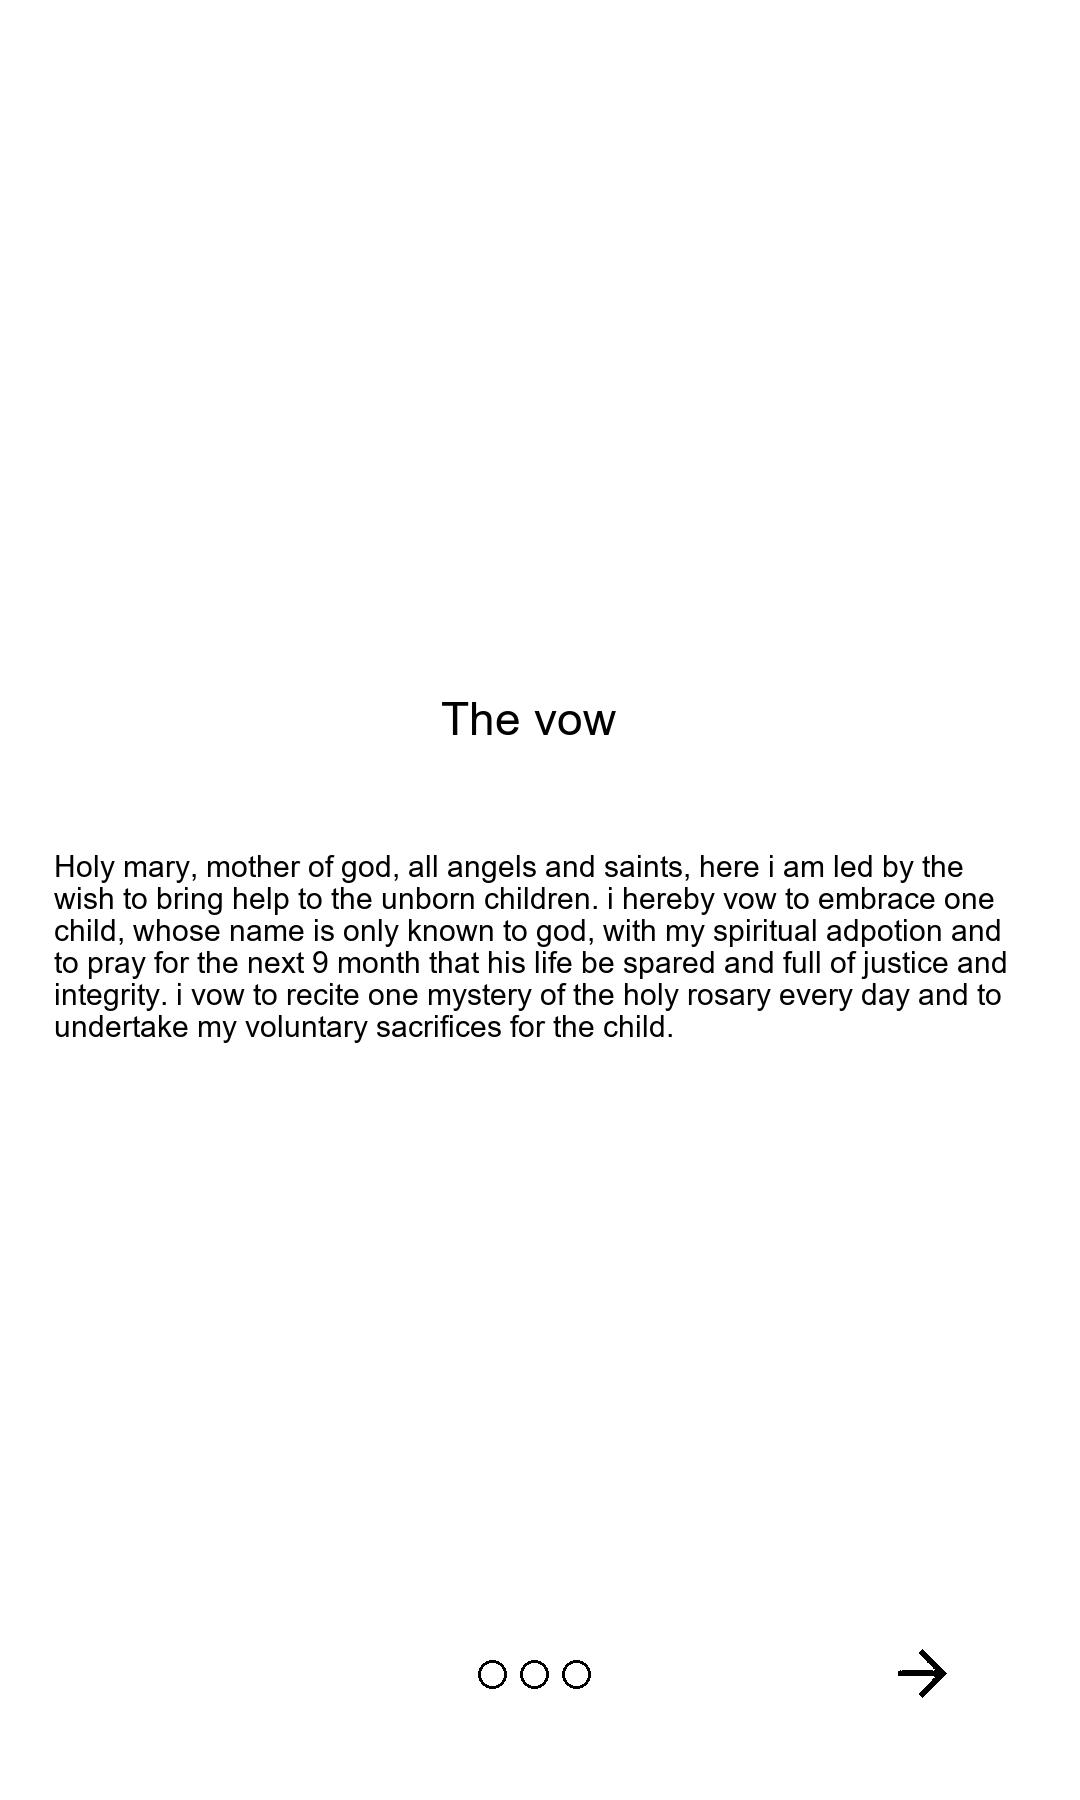 The vow
Holy mary, mother of god, all angels and saints, here i am led by the
wish to bring help to the unborn children. i hereby vow to embrace one
child, whose name is only known to god, with my spiritual adpotion and
to pray for the next 9 month that his life be spared and full of justice and
integrity. i vow to recite one mystery of the holy rosary every day and to
undertake my voluntary sacrifices for the child.